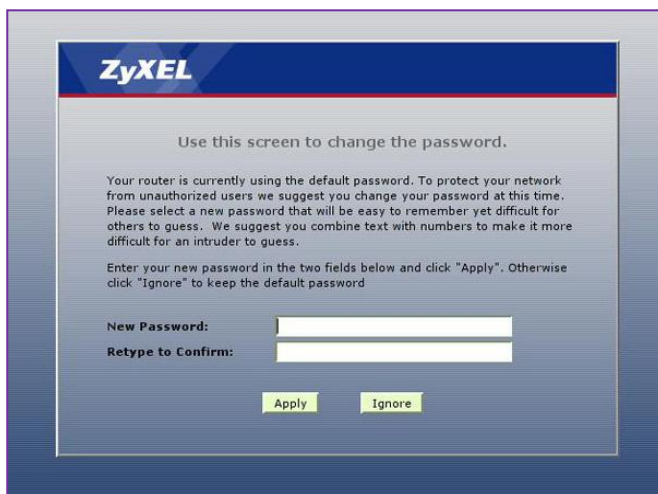 ZyXEL
Use this screen to change the password.
Your router is currently using the default password. To protect your network
from unauthorized users we suggest you change your password at this time.
Please select a new password that will be easy to remember yet difficult for
others to guess.  We suggest you combine text with numbers to make it more
difficult for an intruder to guess.
Enter your new password in the two fields below and click "Apply". Otherwise
click "Ignore" to keep the default password
New Password:
Retype to Confirm:
Apply Ignore